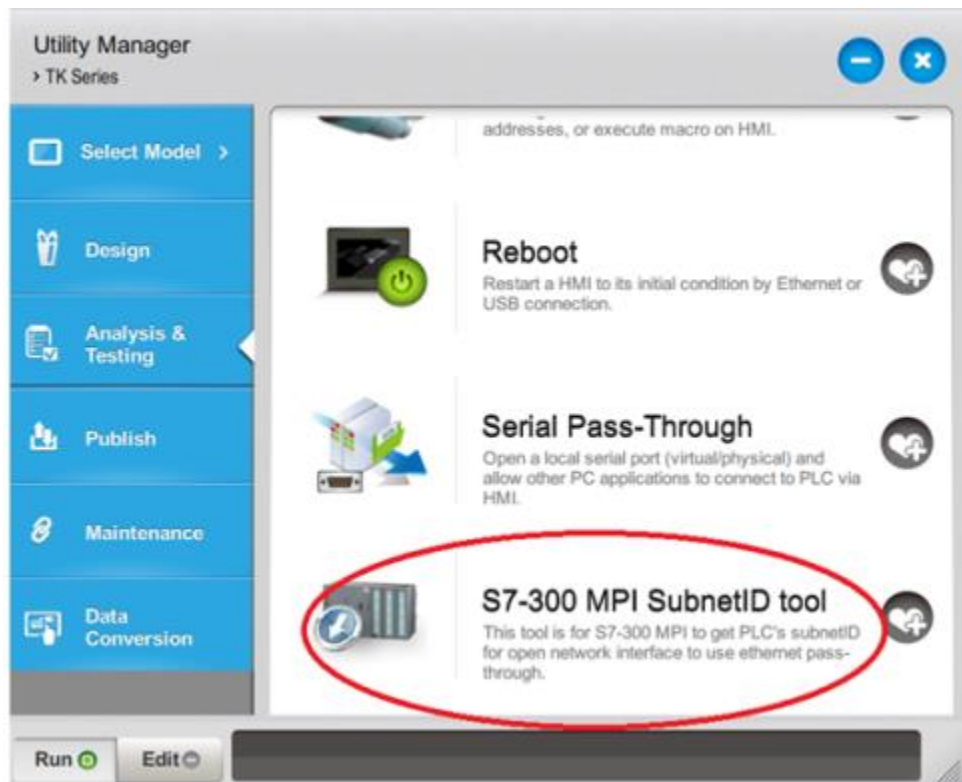 Utility Manager
› TK Series
Select Model >
Design
Analysis &
Testing
Publish
Maintenance
Data
Conversion
addresses, or execute macro on HMI.
Reboot
Restart a HMI to its initial condition by Ethernet or
USB connection.
Serial Pass-Through
Open a local serial port (virtual/physical) and
allow other PC applications to connect to PLC via
HMI.
S7-300 MPI SubnetID tool
This tool is for S7-300 MPI to get PLC's subnetID
for open network interface to use ethernet pass-
through.
Run
Edit